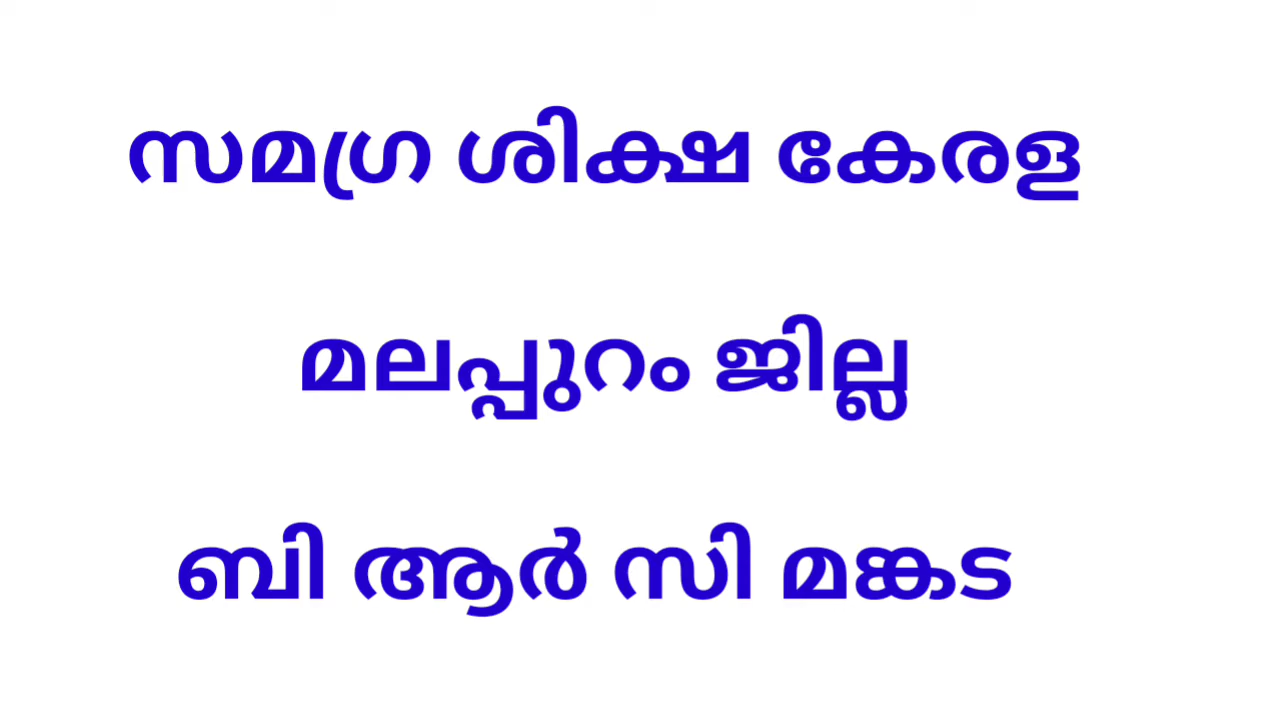 സമഗ്ര ശിക്ഷ കേരള
മലപ്പുറം ജില്ല
ബി ആർ സി മങ്കട